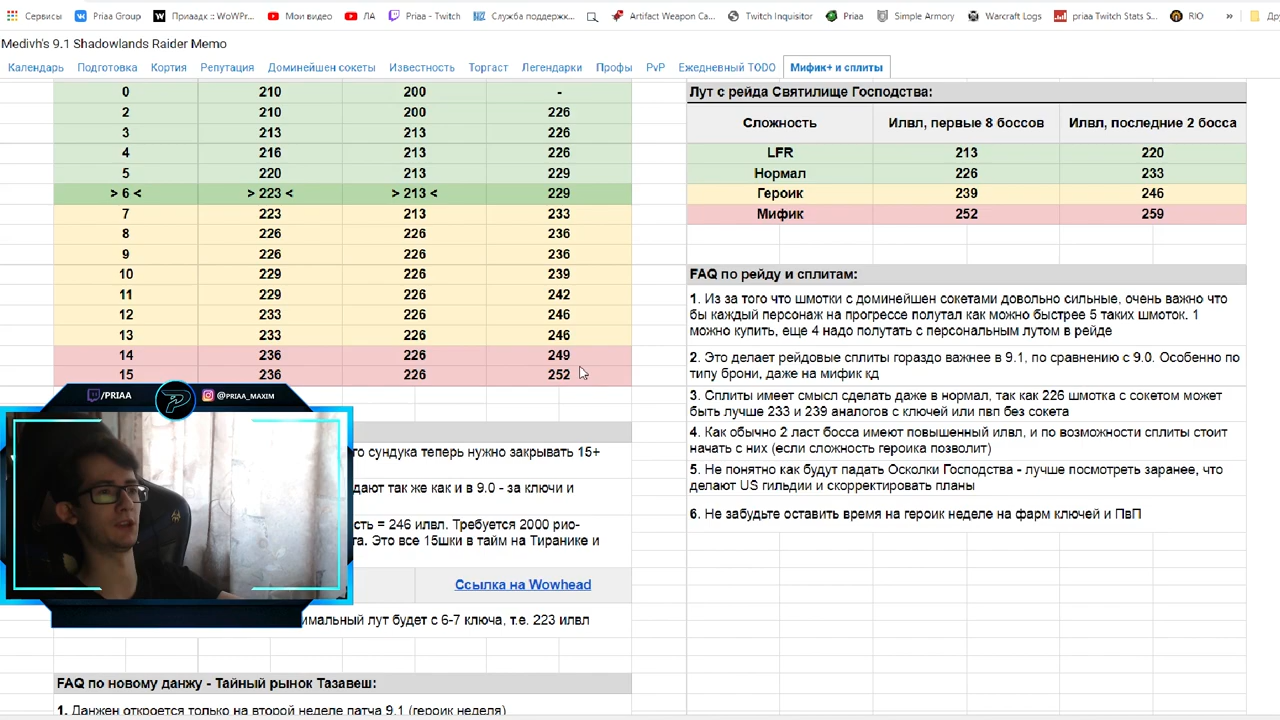 Сервисы VK Priaa Group W Приаадк :: WoWPr... Мои видео ЛА Priaa - Twitch Служба поддержк... Artifact Weapon Ca... Twitch Inquisitor Priaa Simple Armory Warcraft Logs priaa Twitch Stats S... RIO »
Medivh's 9.1 Shadowlands Raider Memo
Календарь Подготовка Кортия Репутация Доминейшен сокеты Известность Торгаст Легендарки Профы PvP Ежедневный TODO Мифик+ и сплиты
0 210 200 -
2 210 200 226
3 213 213 226
4 216 213 226
5 220 213 229
> 6 < > 223 < > 213 < 229
7 223 213 233
8 226 226 236
9 226 226 236
10 229 226 239
11 229 226 242
12 233 226 246
13 233 226 246
14 236 226 249
15 236 226 252
/PRIAA @PRIAA_MAXIM
го сундука теперь нужно закрывать 15+
дают так же как и в 9.0 - за ключи и
сть = 246 илвл. Требуется 2000 рио-
га. Это все 15шки в тайм на Тиранике и
Ссылка на Wowhead
имальный лут будет с 6-7 ключа, т.е. 223 илвл
FAQ по новому данжу - Тайный рынок Тазавеш:
1. Данжен откроется только на второй неделе патча 9.1 (героик неделя)
Лут с рейда Святилище Господства:
Сложность Илвл, первые 8 боссов Илвл, последние 2 босса
LFR 213 220
Нормал 226 233
Героик 239 246
Мифик 252 259
FAQ по рейду и сплитам:
1. Из за того что шмотки с доминейшен сокетами довольно сильные, очень важно что
бы каждый персонаж на прогрессе полутал как можно быстрее 5 таких шмоток. 1
можно купить, еще 4 надо полутать с персональным лутом в рейде
2. Это делает рейдовые сплиты гораздо важнее в 9.1, по сравнению с 9.0. Особенно по
типу брони, даже на мифик кд
3. Сплиты имеет смысл сделать даже в нормал, так как 226 шмотка с сокетом может
быть лучше 233 и 239 аналогов с ключей или пвп без сокета
4. Как обычно 2 ласт босса имеют повышенный илвл, и по возможности сплиты стоит
начать с них (если сложность героика позволит)
5. Не понятно как будут падать Осколки Господства - лучше посмотреть заранее, что
делают US гильдии и скорректировать планы
6. Не забудьте оставить время на героик неделе на фарм ключей и ПвП